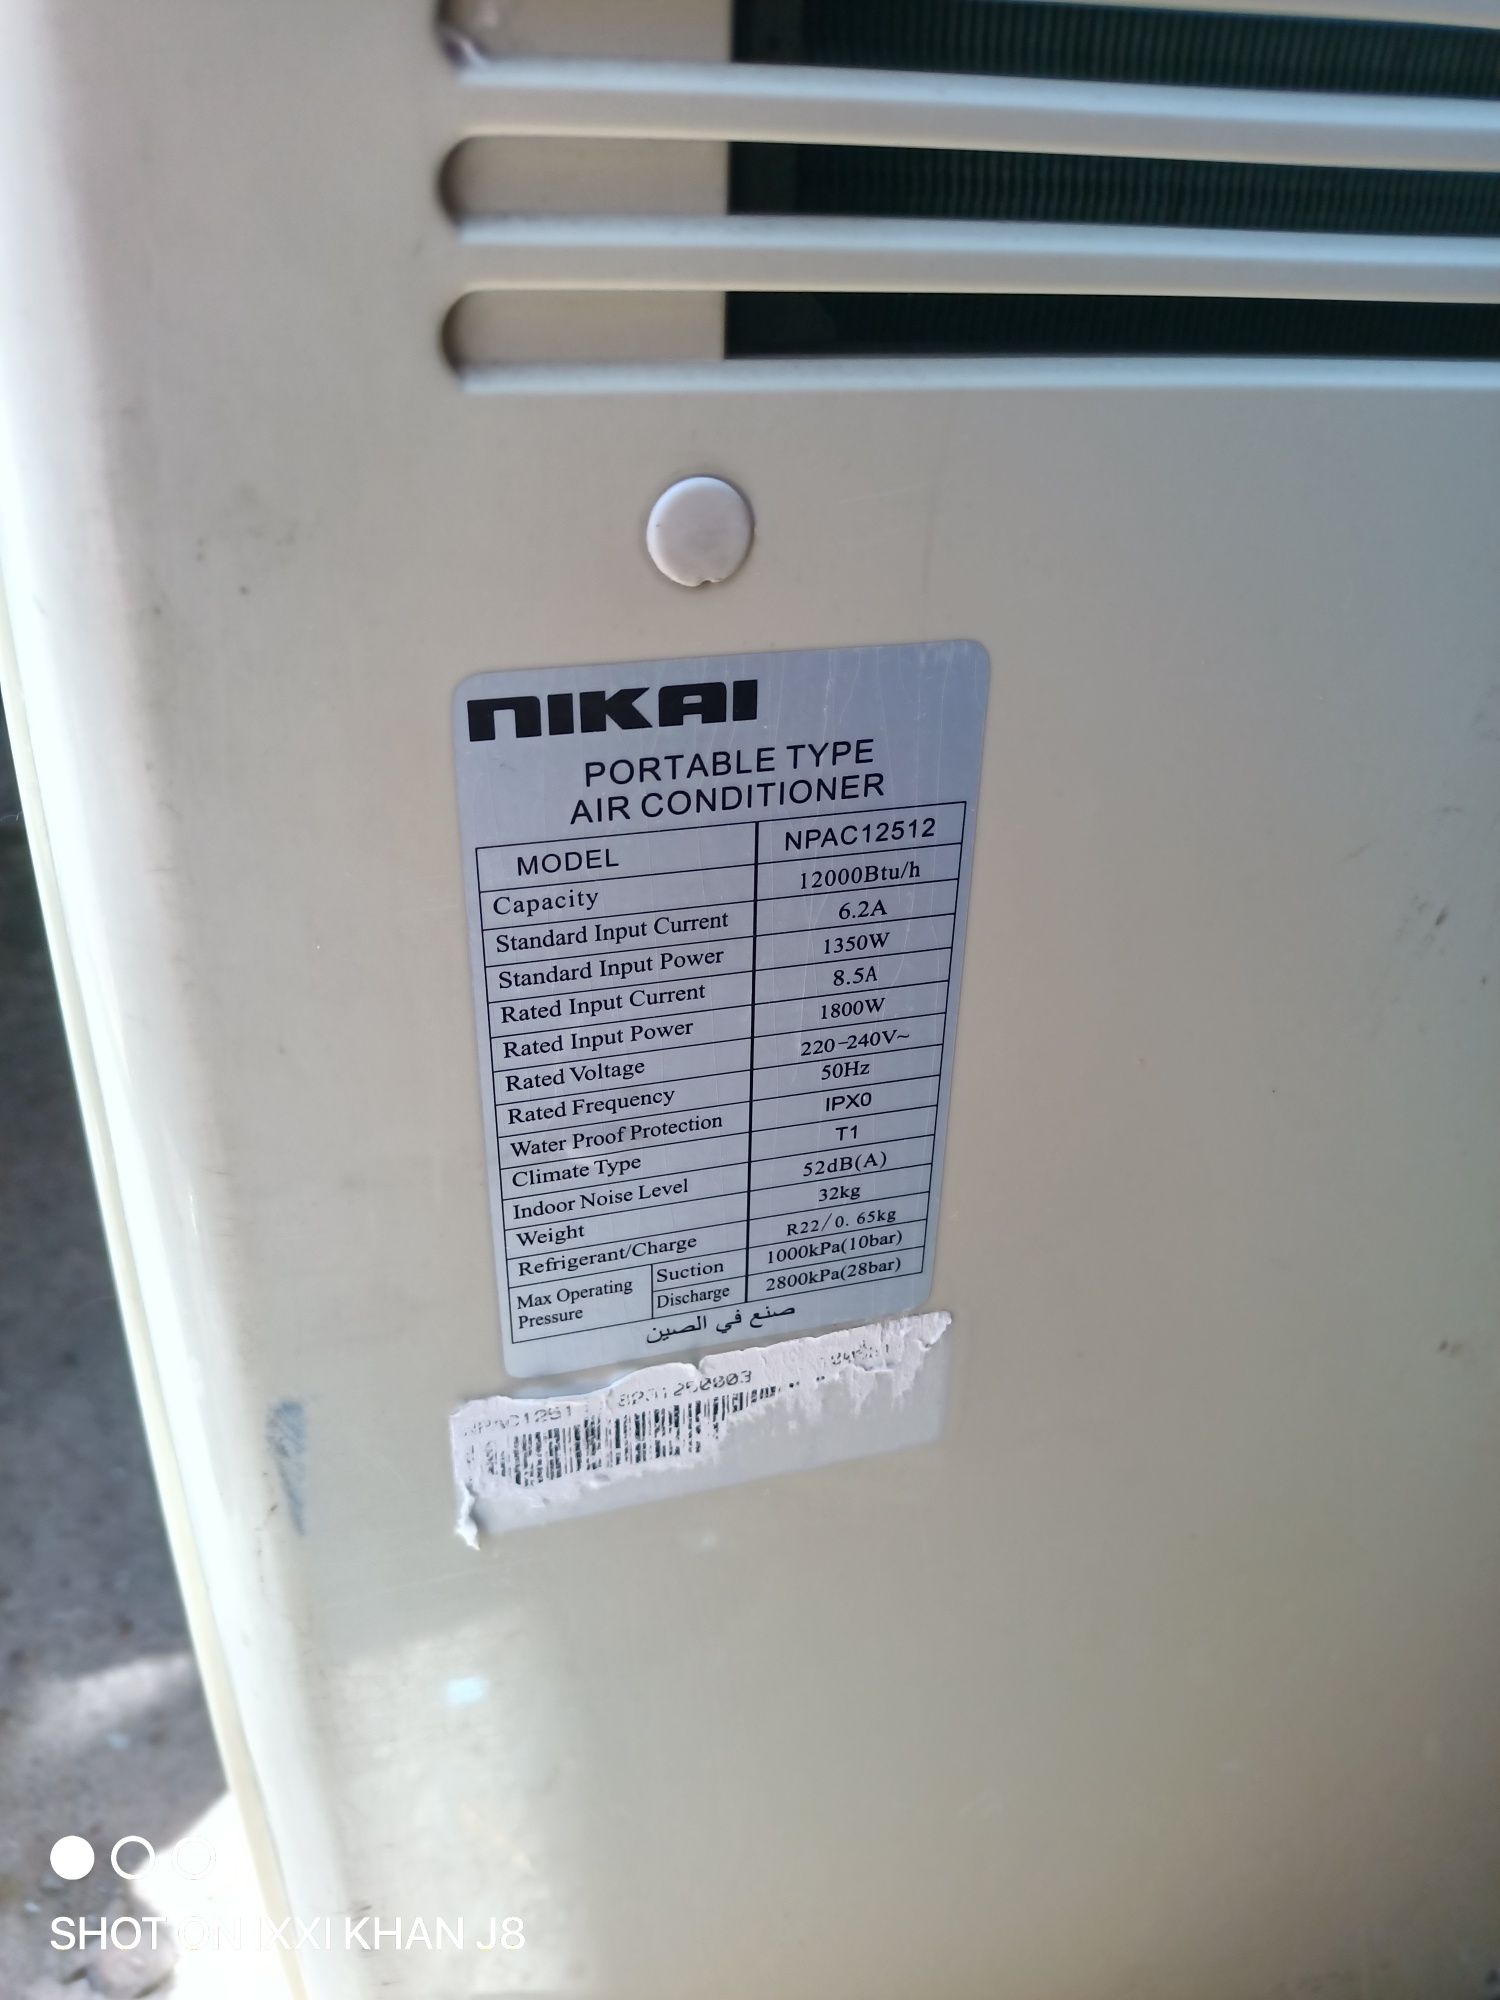 NIKAI
PORTABLE TYPE
AIR CONDITIONER
MODEL NPAC12512
Capacity 12000Btu/h
Standard Input Current 6.2A
Standard Input Power 1350W
Rated Input Current 8.5A
Rated Input Power 1800W
Rated Voltage 220-240V~
Rated Frequency 50Hz
Water Proof Protection IPX0
Climate Type T1
Indoor Noise Level 52dB(A)
Weight 32kg
Refrigerant/Charge R22/0. 65kg
Max Operating Pressure Suction 1000kPa(10bar)
Discharge 2800kPa(28bar)
صنع في الصين
SHOT ON IXXI KHAN J8